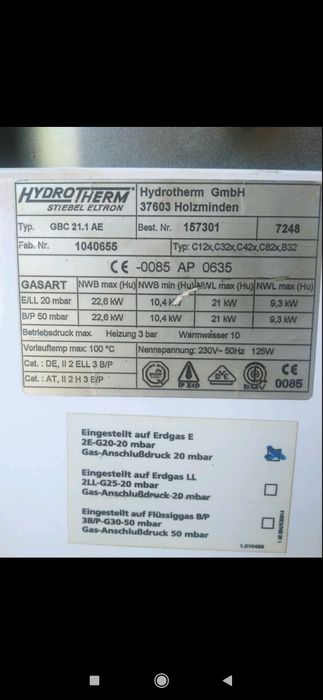 HYDROTHERM®
STIEBEL ELTRON
Hydrotherm GmbH
37603 Holzminden
Typ. GBC 21.1 AE Best. Nr. 157301 7248
Fab. Nr. 1040655 Typ: C12x,C32x,C42x,C82x,B32
CE -0085 AP 0635
GASART NWB max (Hu) NWB min (Hu) NWL max (Hu) NWL max (Hu)
E/LL 20 mbar 22,6 kW 10,4 kW 21 kW 9,3 kW
B/P 50 mbar 22,6 kW 10,4 kW 21 kW 9,3 kW
Betriebsdruck max. Heizung 3 bar Warmwasser 10
Vorlauftemp max: 100 °C Nennspannung: 230V~ 50Hz 125W
Cat. : DE, II 2 ELL 3 B/P
Cat. : AT, II 2 H 3 B/P
IP X4D
EMV
CE
0085
Eingestellt auf Erdgas E
2E-G20-20 mbar
Gas-Anschlußdruck 20 mbar
Eingestellt auf Erdgas LL
2LL-G25-20 mbar
Gas-Anschlußdruck-20 mbar
Eingestellt auf Flüssiggas B/P
3B/P-G30-50 mbar
Gas-Anschlußdruck 50 mbar